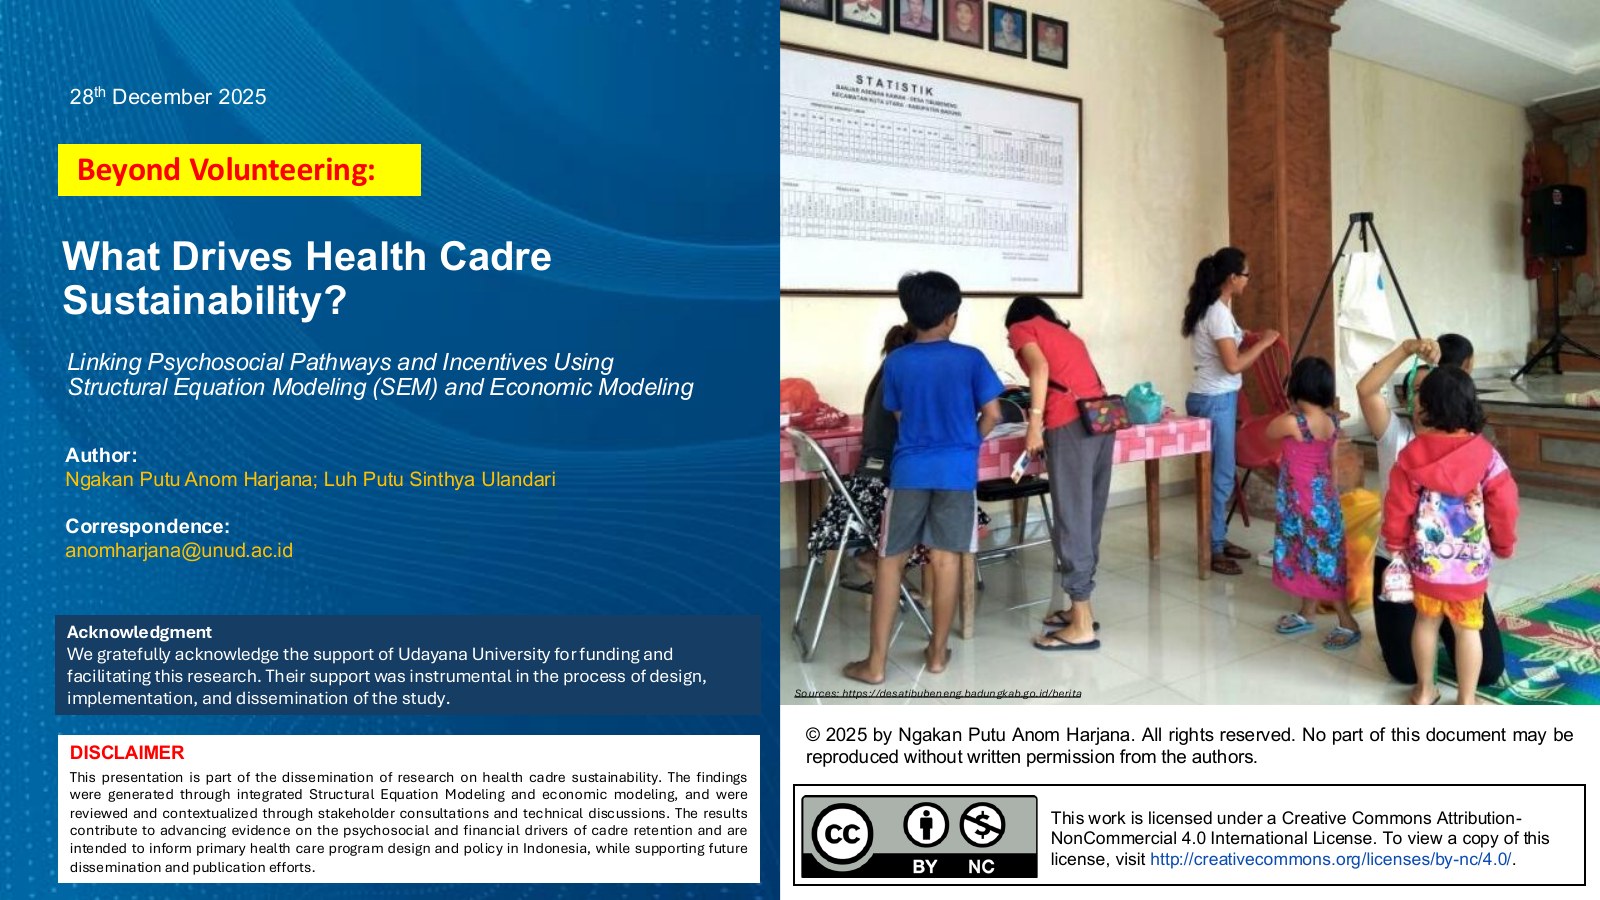 28th December 2025
Beyond Volunteering:
What Drives Health Cadre
Sustainability?
Linking Psychosocial Pathways and Incentives Using
Structural Equation Modeling (SEM) and Economic Modeling
Author:
Ngakan Putu Anom Harjana; Luh Putu Sinthya Ulandari
Correspondence:
anomharjana@unud.ac.id
Acknowledgment
We gratefully acknowledge the support of Udayana University for funding and
facilitating this research. Their support was instrumental in the process of design,
implementation, and dissemination of the study.
DISCLAIMER
This presentation is part of the dissemination of research on health cadre sustainability. The findings
were generated through integrated Structural Equation Modeling and economic modeling, and were
reviewed and contextualized through stakeholder consultations and technical discussions. The results
contribute to advancing evidence on the psychosocial and financial drivers of cadre retention and are
intended to inform primary health care program design and policy in Indonesia, while supporting future
dissemination and publication efforts.
STATISTIK
BANJAR ASENAN KAWAN - DESA TIBUBENENG
KECAMATAN KUTA UTARA - KABUPATEN BADUNG
FROZEN
Sources: https://desatibubeneng.badungkab.go.id/berita
© 2025 by Ngakan Putu Anom Harjana. All rights reserved. No part of this document may be
reproduced without written permission from the authors.
CC BY NC
This work is licensed under a Creative Commons Attribution-
NonCommercial 4.0 International License. To view a copy of this
license, visit http://creativecommons.org/licenses/by-nc/4.0/.